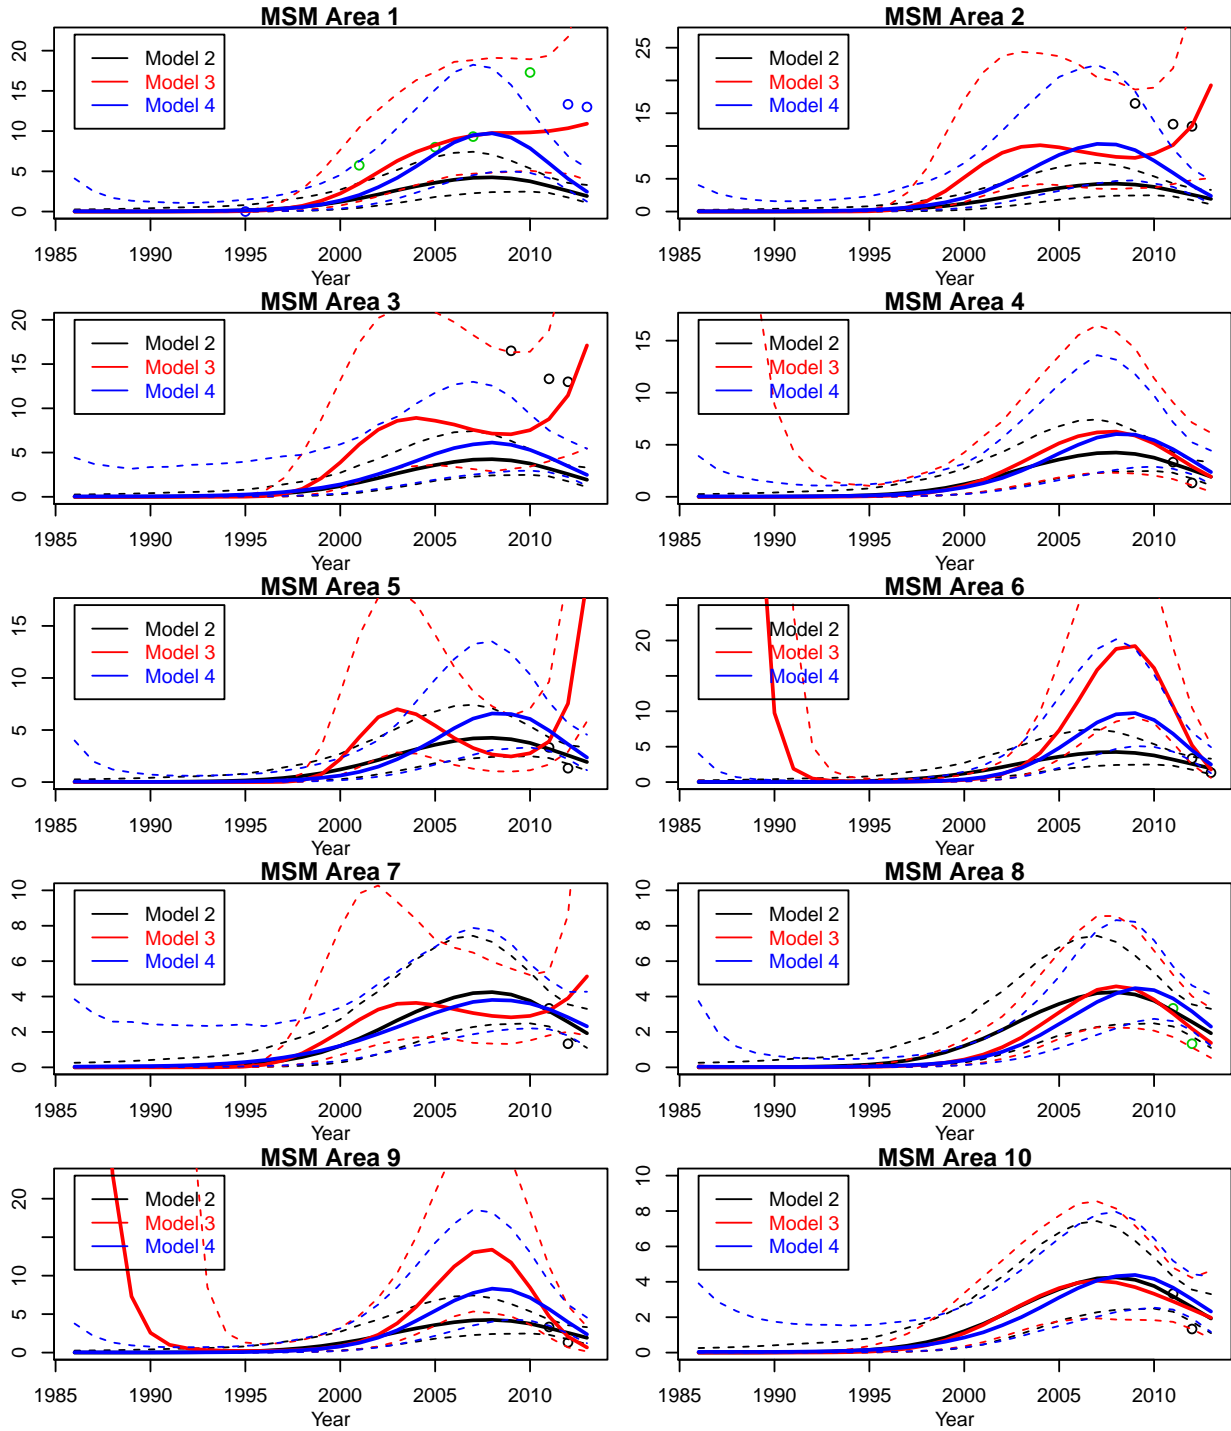 MSM Area 1
Model 2
Model 3
Model 4
0 5 10 15 20
1985 1990 1995 2000 2005 2010
Year
MSM Area 2
Model 2
Model 3
Model 4
0 5 15 25
1985 1990 1995 2000 2005 2010
Year
MSM Area 3
Model 2
Model 3
Model 4
0 5 10 15 20
1985 1990 1995 2000 2005 2010
Year
MSM Area 4
Model 2
Model 3
Model 4
0 5 10 15
1985 1990 1995 2000 2005 2010
Year
MSM Area 5
Model 2
Model 3
Model 4
0 5 10 15
1985 1990 1995 2000 2005 2010
Year
MSM Area 6
Model 2
Model 3
Model 4
0 5 10 20
1985 1990 1995 2000 2005 2010
Year
MSM Area 7
Model 2
Model 3
Model 4
0 2 4 6 8 10
1985 1990 1995 2000 2005 2010
Year
MSM Area 8
Model 2
Model 3
Model 4
0 2 4 6 8 10
1985 1990 1995 2000 2005 2010
Year
MSM Area 9
Model 2
Model 3
Model 4
0 5 10 20
1985 1990 1995 2000 2005 2010
Year
MSM Area 10
Model 2
Model 3
Model 4
0 2 4 6 8 10
1985 1990 1995 2000 2005 2010
Year